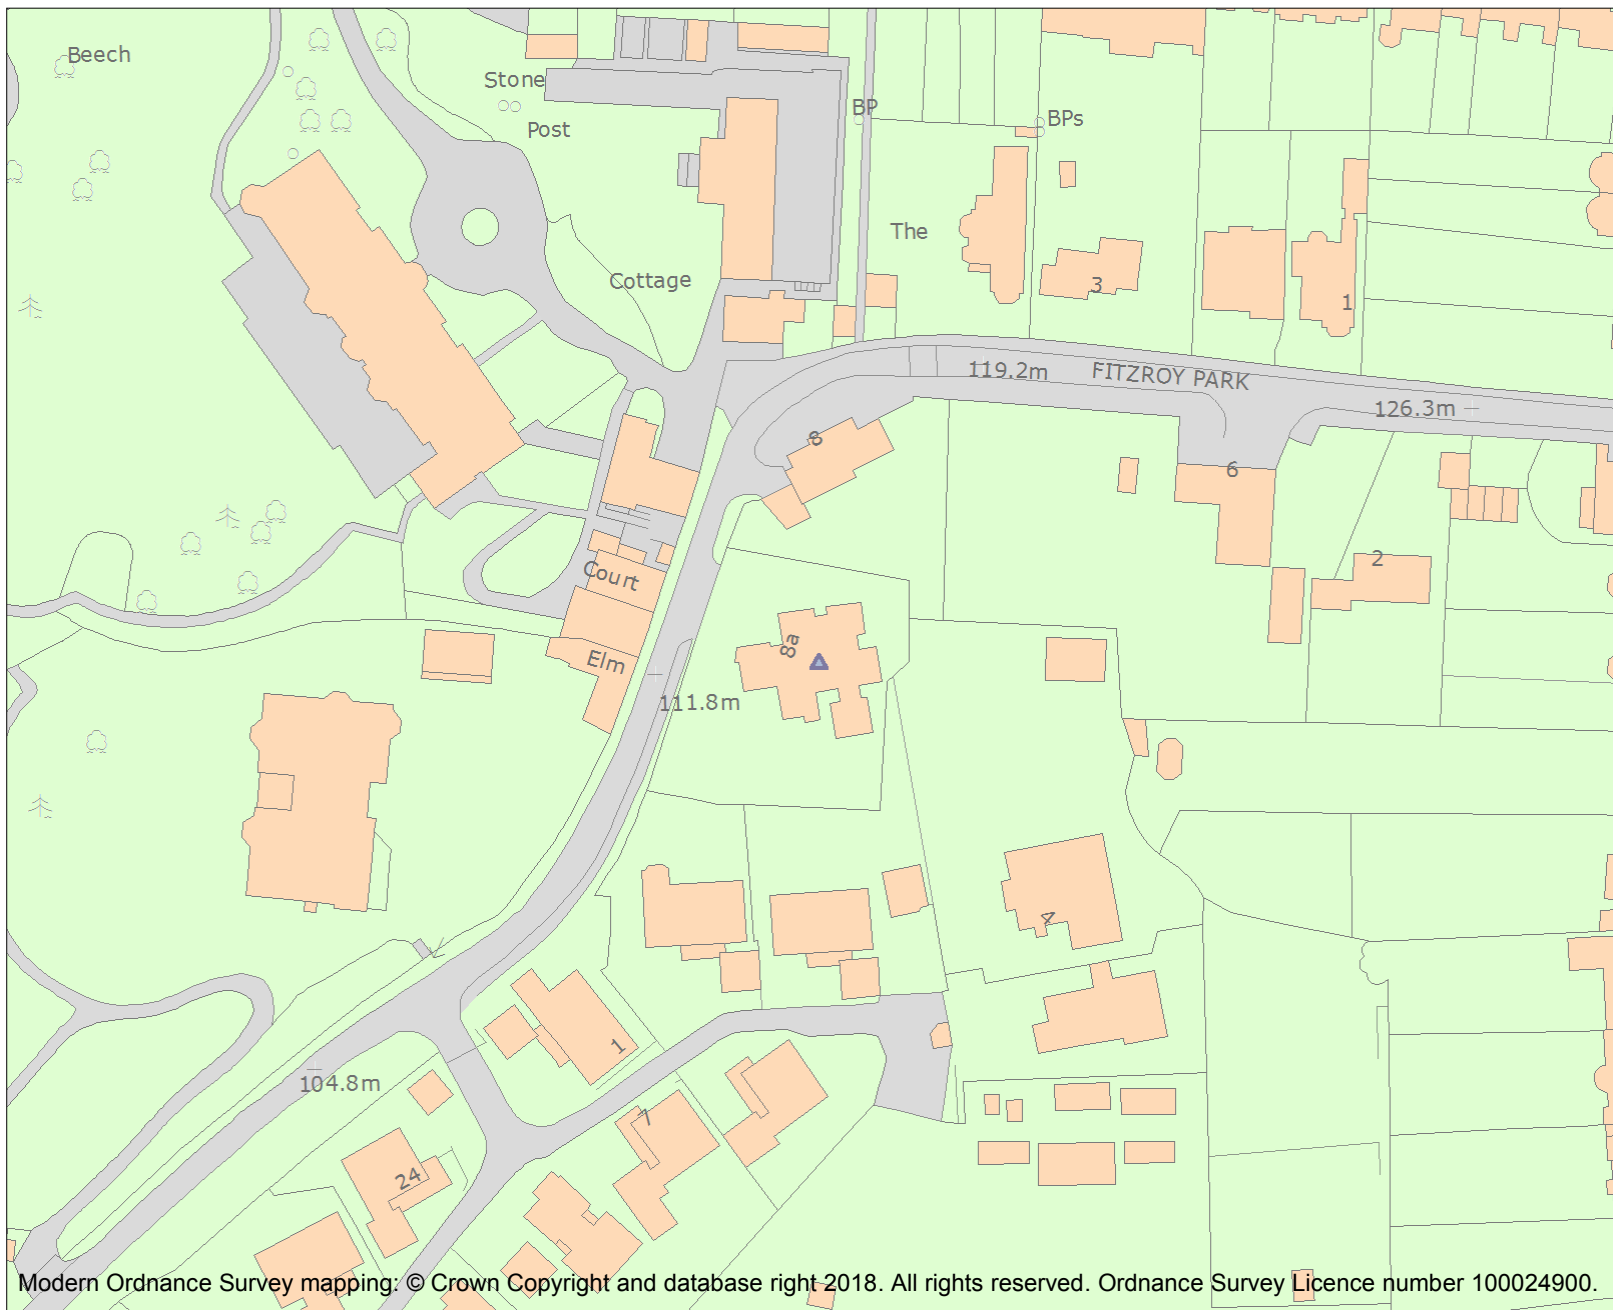 Beech
Stone
Post
BP
BPs
The
Cottage
3
1
119.2m
FITZROY PARK
126.3m
8
6
2
Court
8a
Elm
111.8m
4
1
104.8m
7
24
Modern Ordnance Survey mapping: © Crown Copyright and database right 2018. All rights reserved. Ordnance Survey Licence number 100024900.